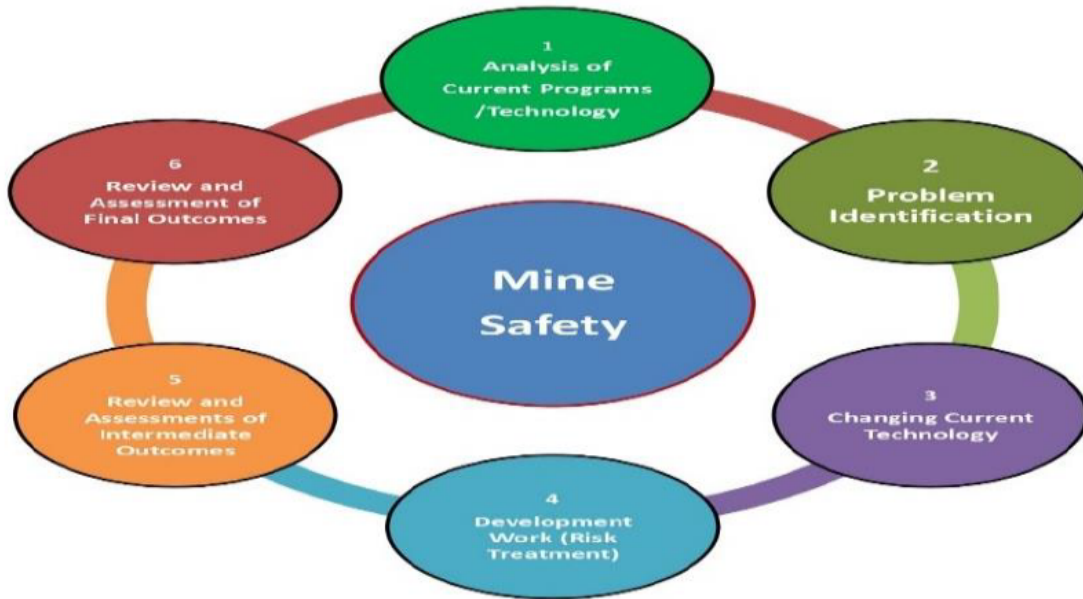 1
Analysis of
Current Programs
/Technology
2
Problem
Identification
3
Changing Current
Technology
4
Development
Work (Risk
Treatment)
5
Review and
Assessments of
Intermediate
Outcomes
6
Review and
Assessment of
Final Outcomes
Mine
Safety